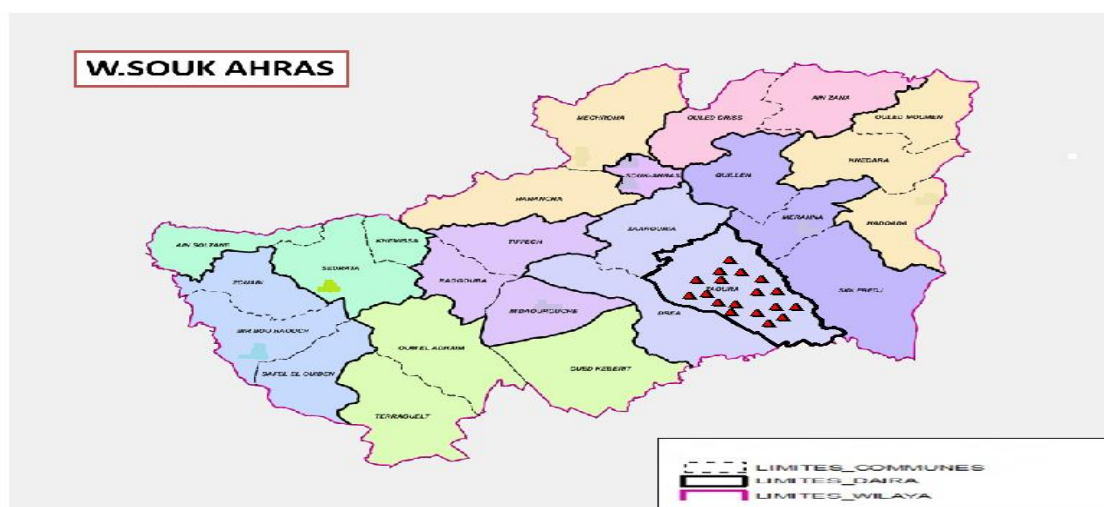 W.SOUK AHRAS
AIN ZANA
OULED DRISS
OULED MOUMEN
MECHROHA
KHEDARA
SOUK-AHRAS
OUILLEN
HANANCHA
MERAHNA
HADDADA
ZAAROURIA
TIFFECH
KHEMISSA
AIN SOLTANE
SEDRATA
RAGOUBA
ZOUABI
TAOURA
SIDI FREDJ
M'DAOUROUCHE
DREA
BIR BOU HAOUCH
OUM EL ADHAIM
OUED KEBERIT
SAFEL EL OUIDEN
TERRAGUELT
LIMITES_COMMUNES
LIMITES_DAIRA
LIMITES_WILAYA